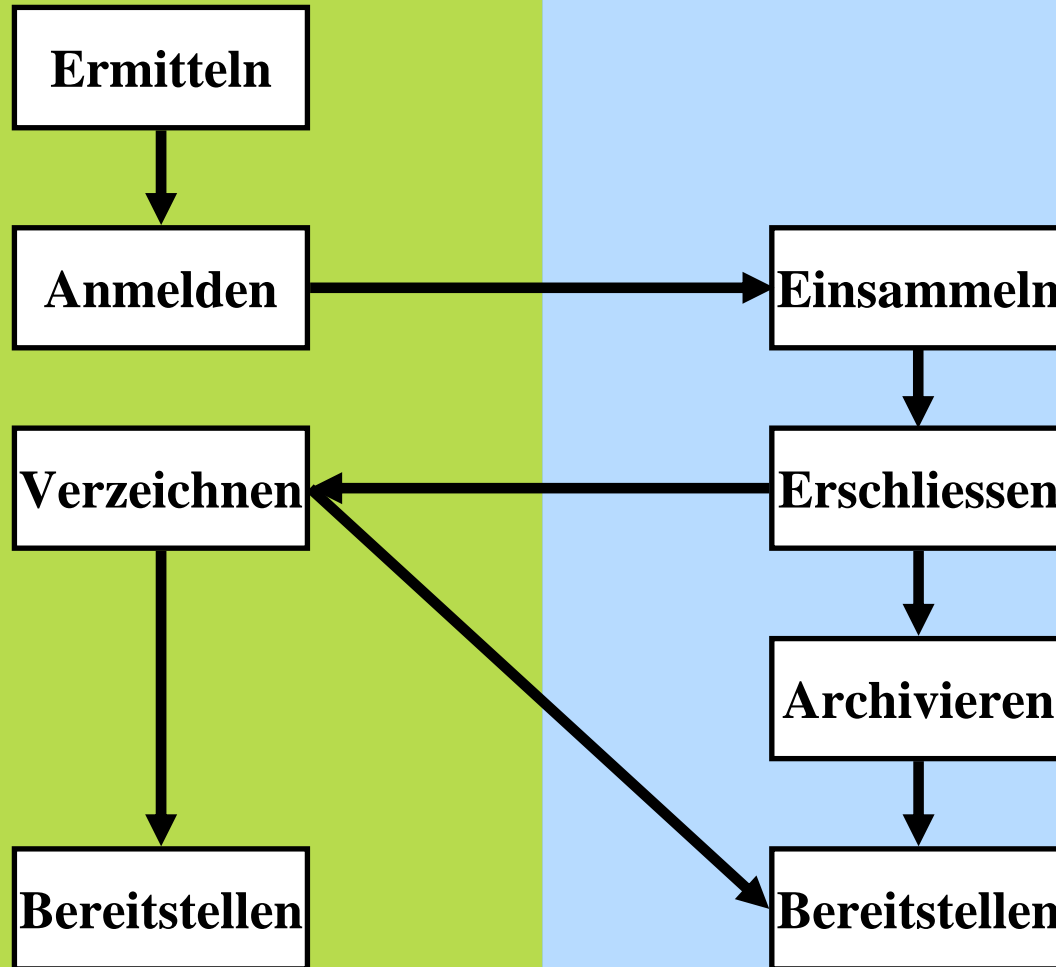 Ermitteln
Anmelden
Einsammeln
Verzeichnen
Erschliessen
Archivieren
Bereitstellen
Bereitstellen